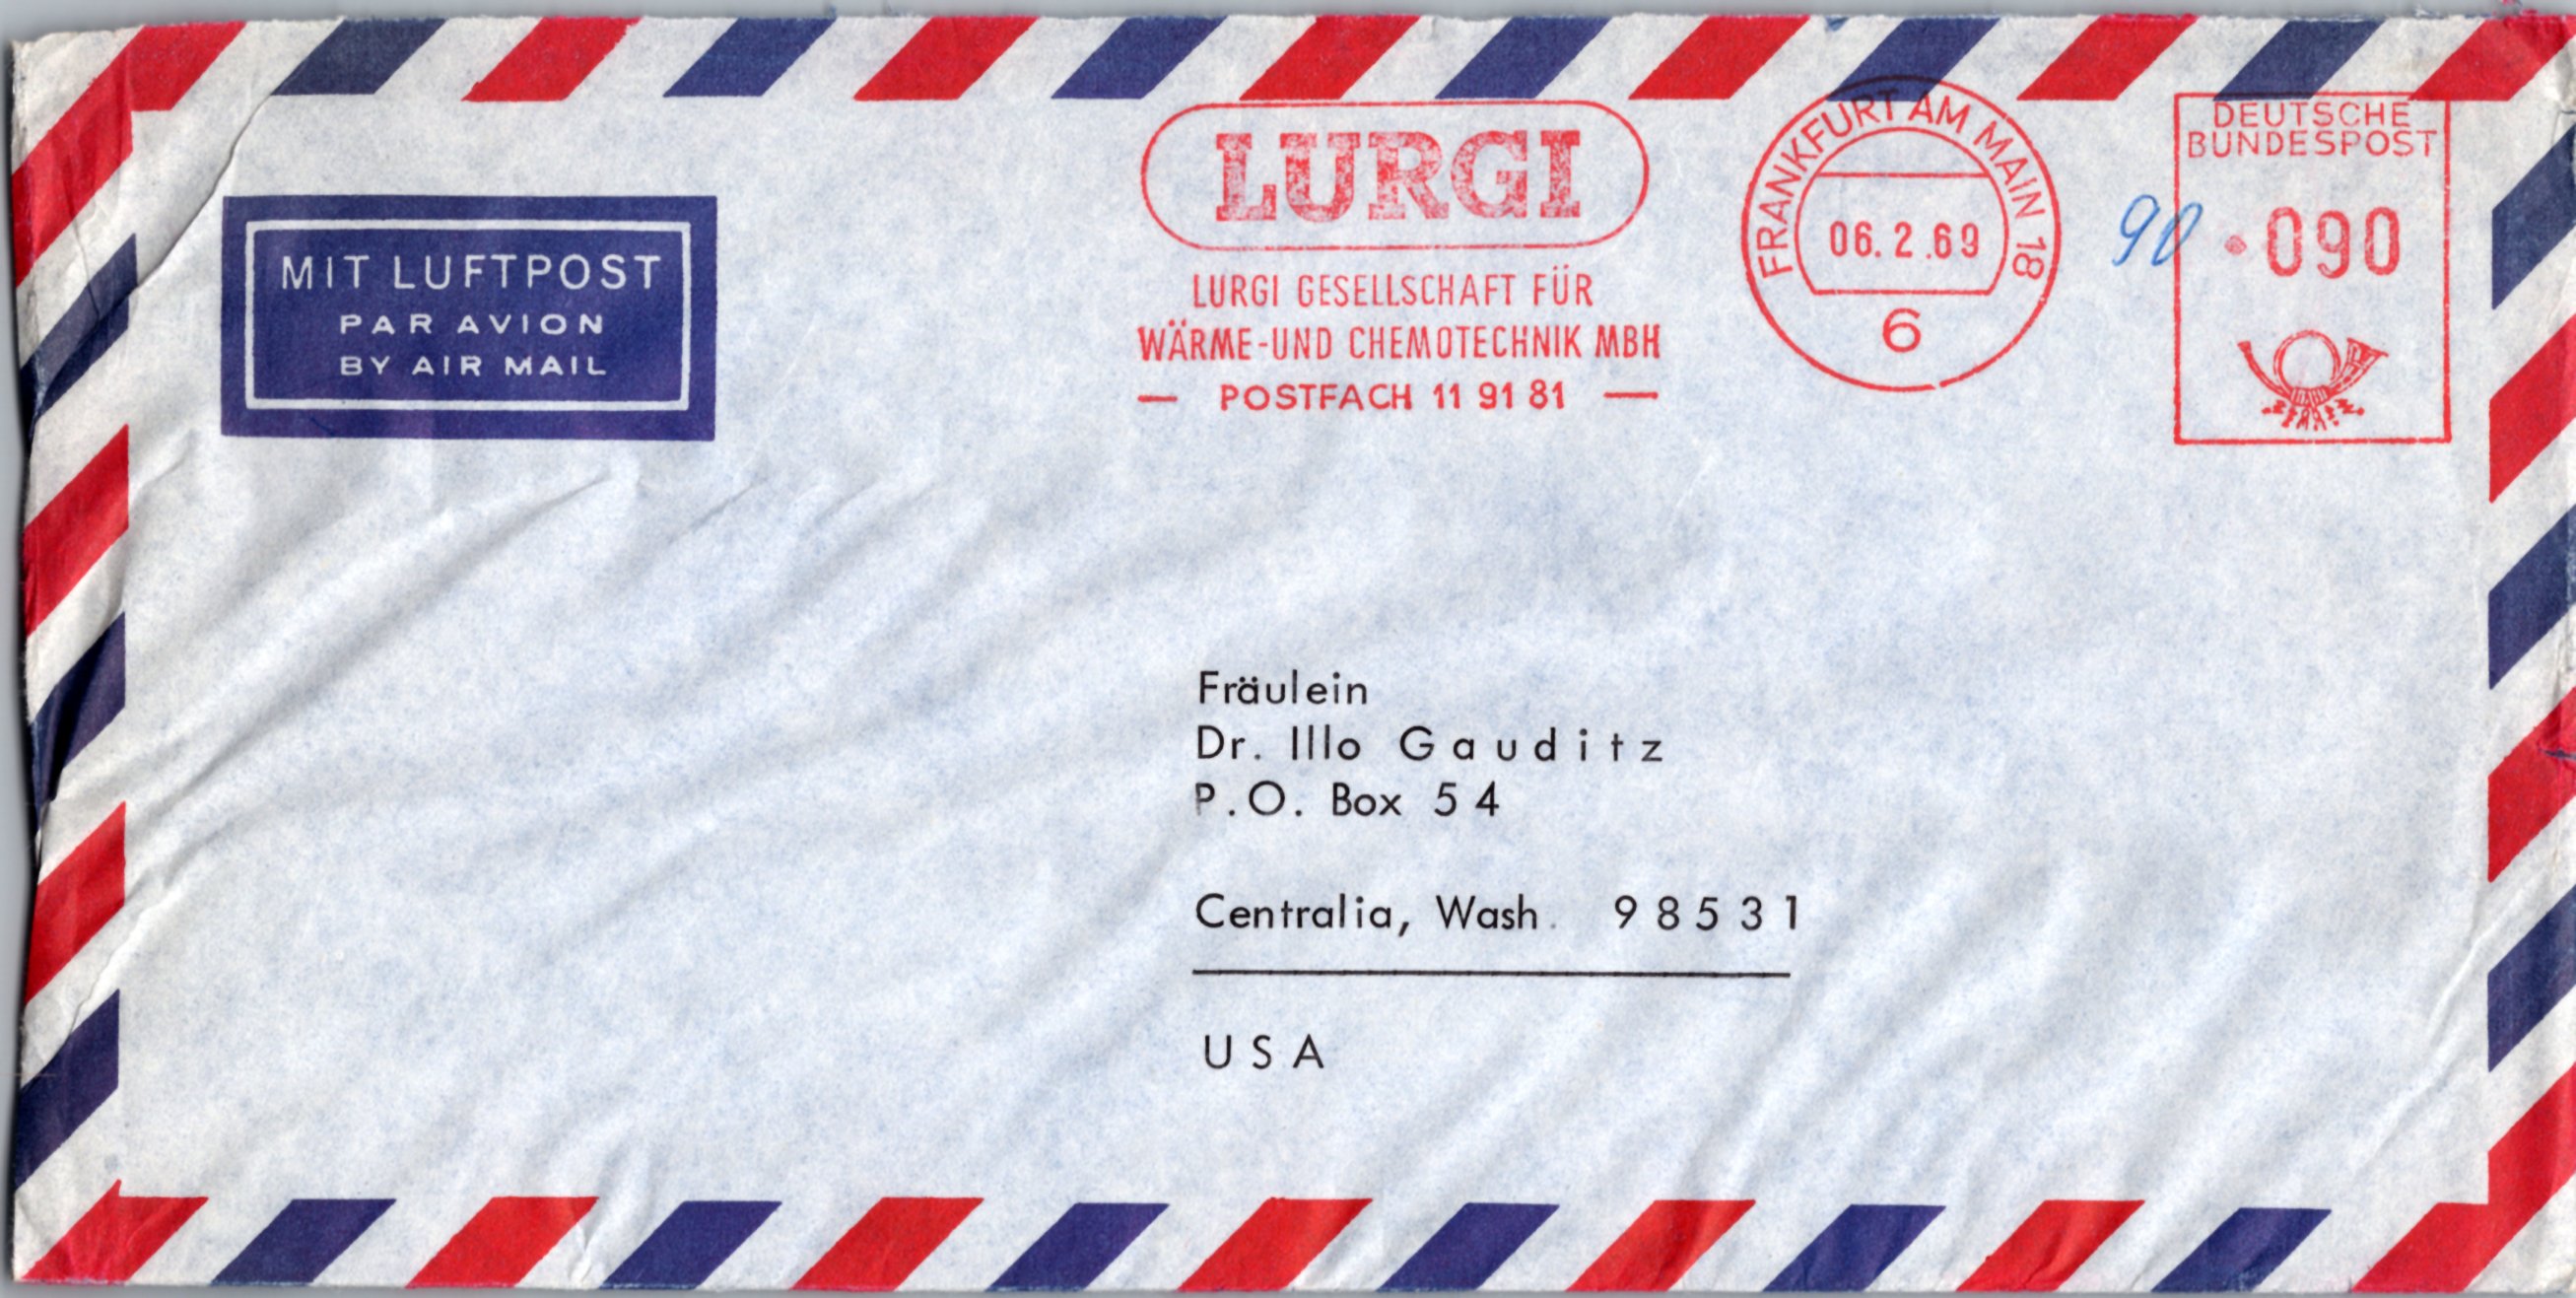 MIT LUFTPOST
PAR AVION
BY AIR MAIL
LURGI
LURGI GESELLSCHAFT FÜR
WÄRME-UND CHEMOTECHNIK MBH
— POSTFACH 11 91 81 —
FRANKFURT AM MAIN 18
06.2.69
6
90
DEUTSCHE
BUNDESPOST
090
Fräulein
Dr. Illo Gauditz
P.O. Box 54
Centralia, Wash. 98531
USA